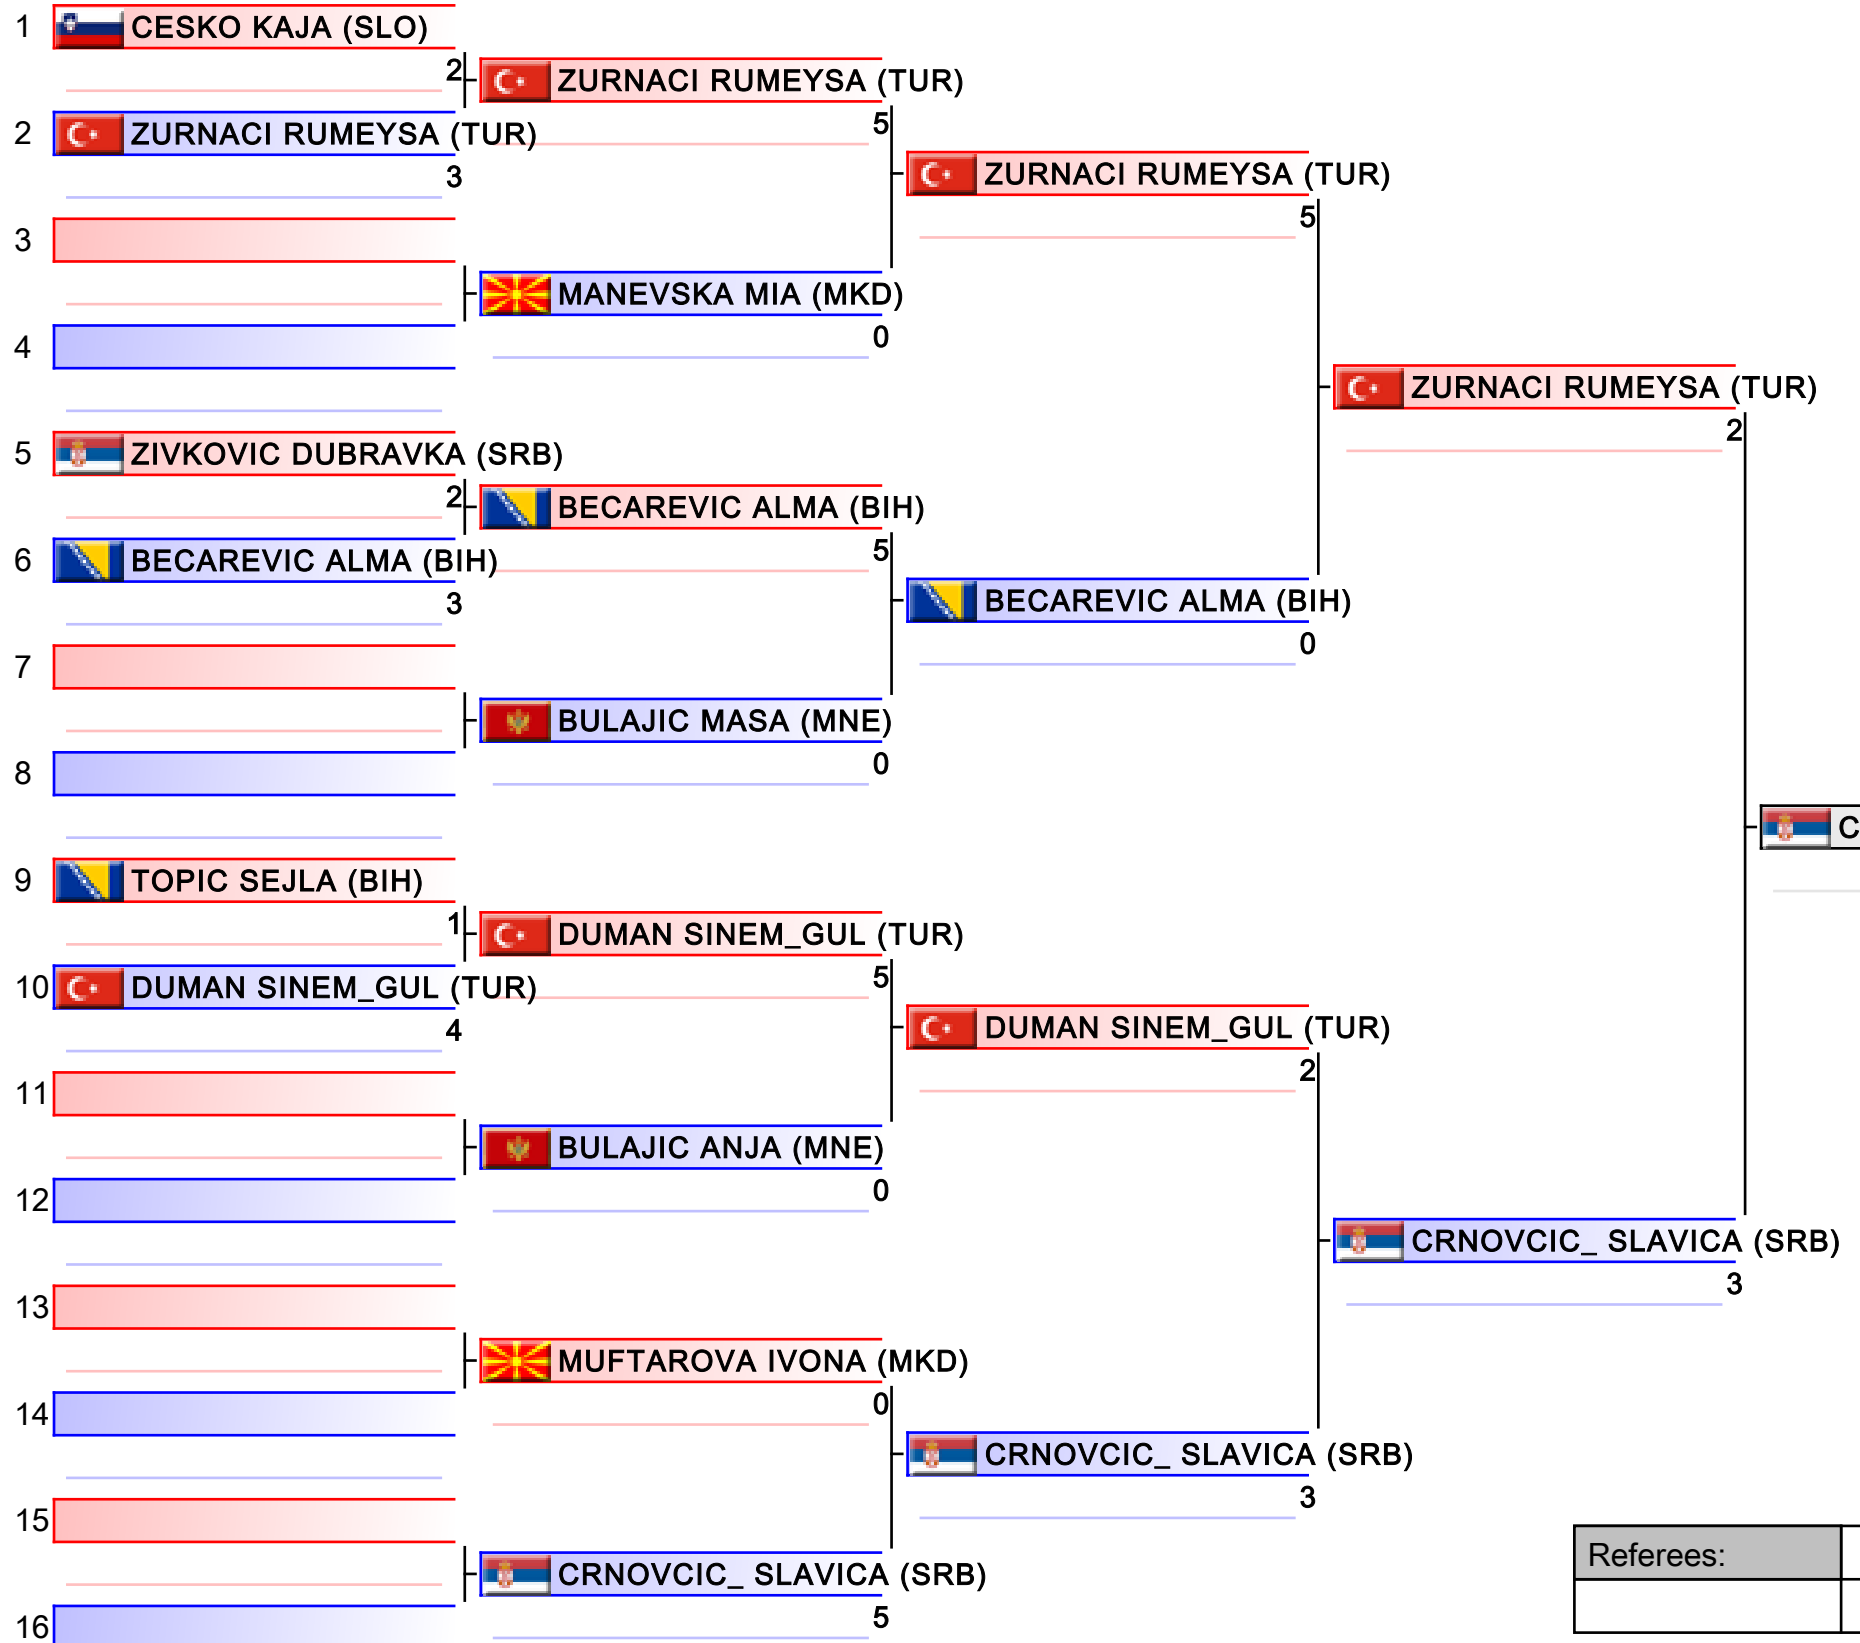 1 CESKO KAJA (SLO)
2
ZURNACI RUMEYSA (TUR)
2 ZURNACI RUMEYSA (TUR)
5
3
ZURNACI RUMEYSA (TUR)
5
3
MANEVSKA MIA (MKD)
0
4
ZURNACI RUMEYSA (TUR)
2
5 ZIVKOVIC DUBRAVKA (SRB)
2
BECAREVIC ALMA (BIH)
5
6 BECAREVIC ALMA (BIH)
3
BECAREVIC ALMA (BIH)
0
7
BULAJIC MASA (MNE)
0
8
C
9 TOPIC SEJLA (BIH)
1
DUMAN SINEM_GUL (TUR)
5
10 DUMAN SINEM_GUL (TUR)
4
DUMAN SINEM_GUL (TUR)
2
11
BULAJIC ANJA (MNE)
0
12
CRNOVCIC_ SLAVICA (SRB)
3
13
MUFTAROVA IVONA (MKD)
0
14
CRNOVCIC_ SLAVICA (SRB)
3
15
CRNOVCIC_ SLAVICA (SRB)
5
16
Referees: